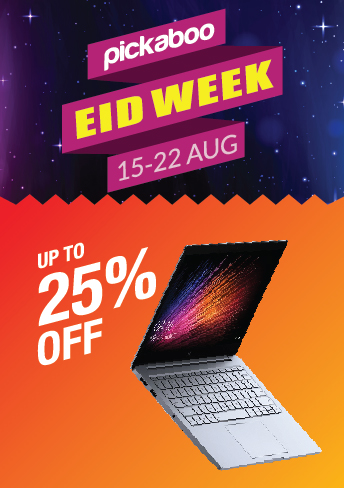 pickaboo
EID WEEK
15-22 AUG
UP TO
25%
OFF